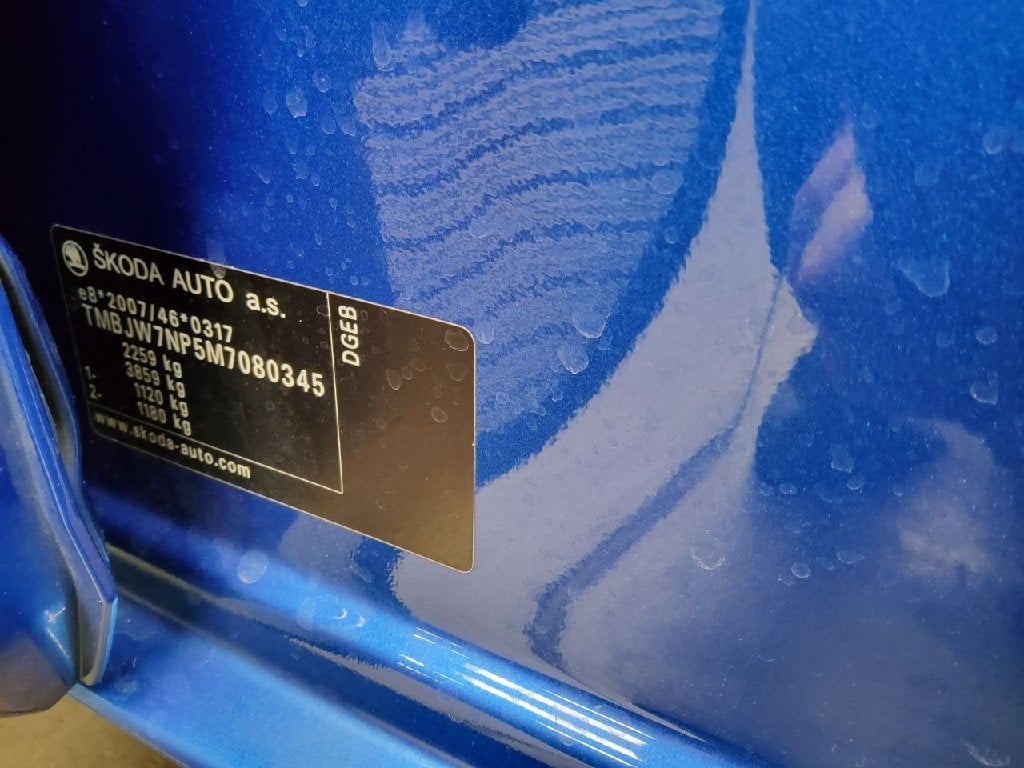 ŠKODA AUTO a.s.
e8*2007/46*0317
TMBJW7NP5M7080345
2259 kg
3859 kg
1- 1120 kg
2- 1180 kg
www.skoda-auto.com
DGEB